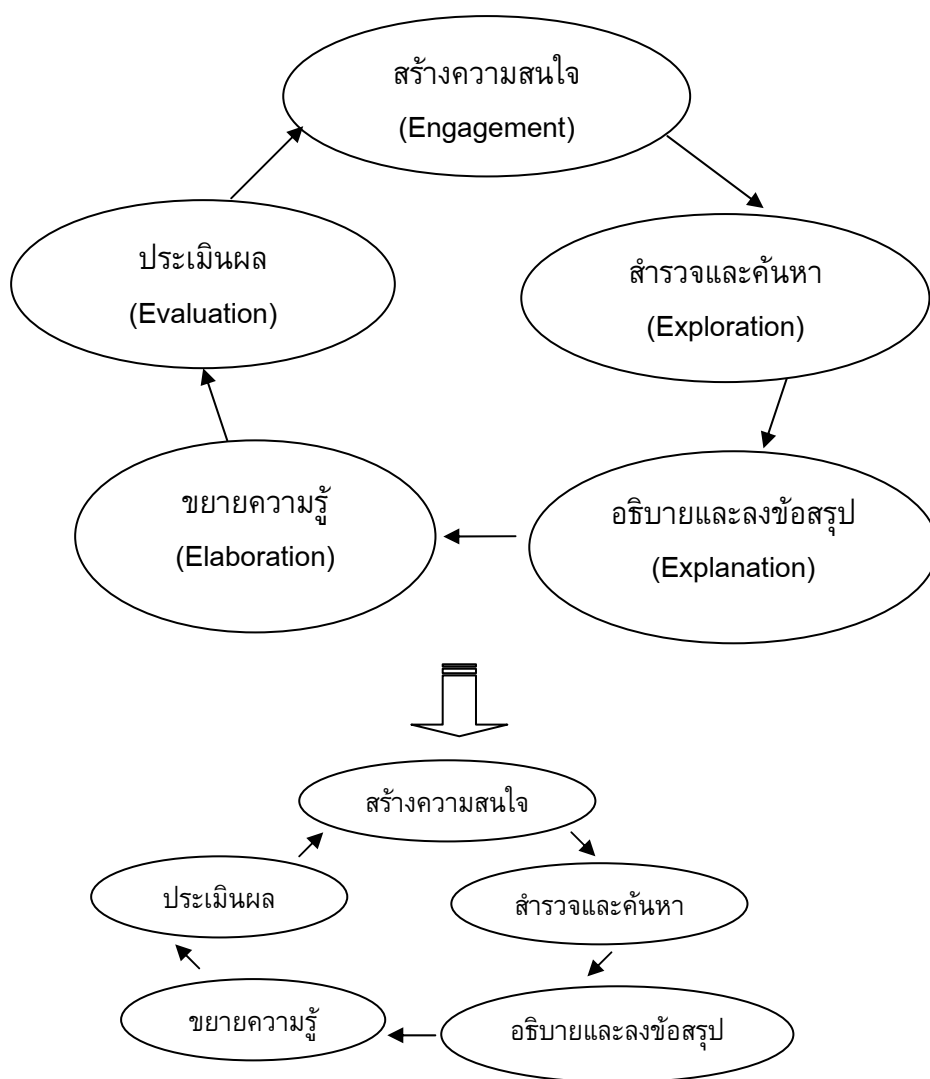 สร้างความสนใจ
(Engagement)
ประเมินผล
(Evaluation)
สำรวจและค้นหา
(Exploration)
ขยายความรู้
(Elaboration)
อธิบายและลงข้อสรุป
(Explanation)
สร้างความสนใจ
ประเมินผล
สำรวจและค้นหา
ขยายความรู้
อธิบายและลงข้อสรุป